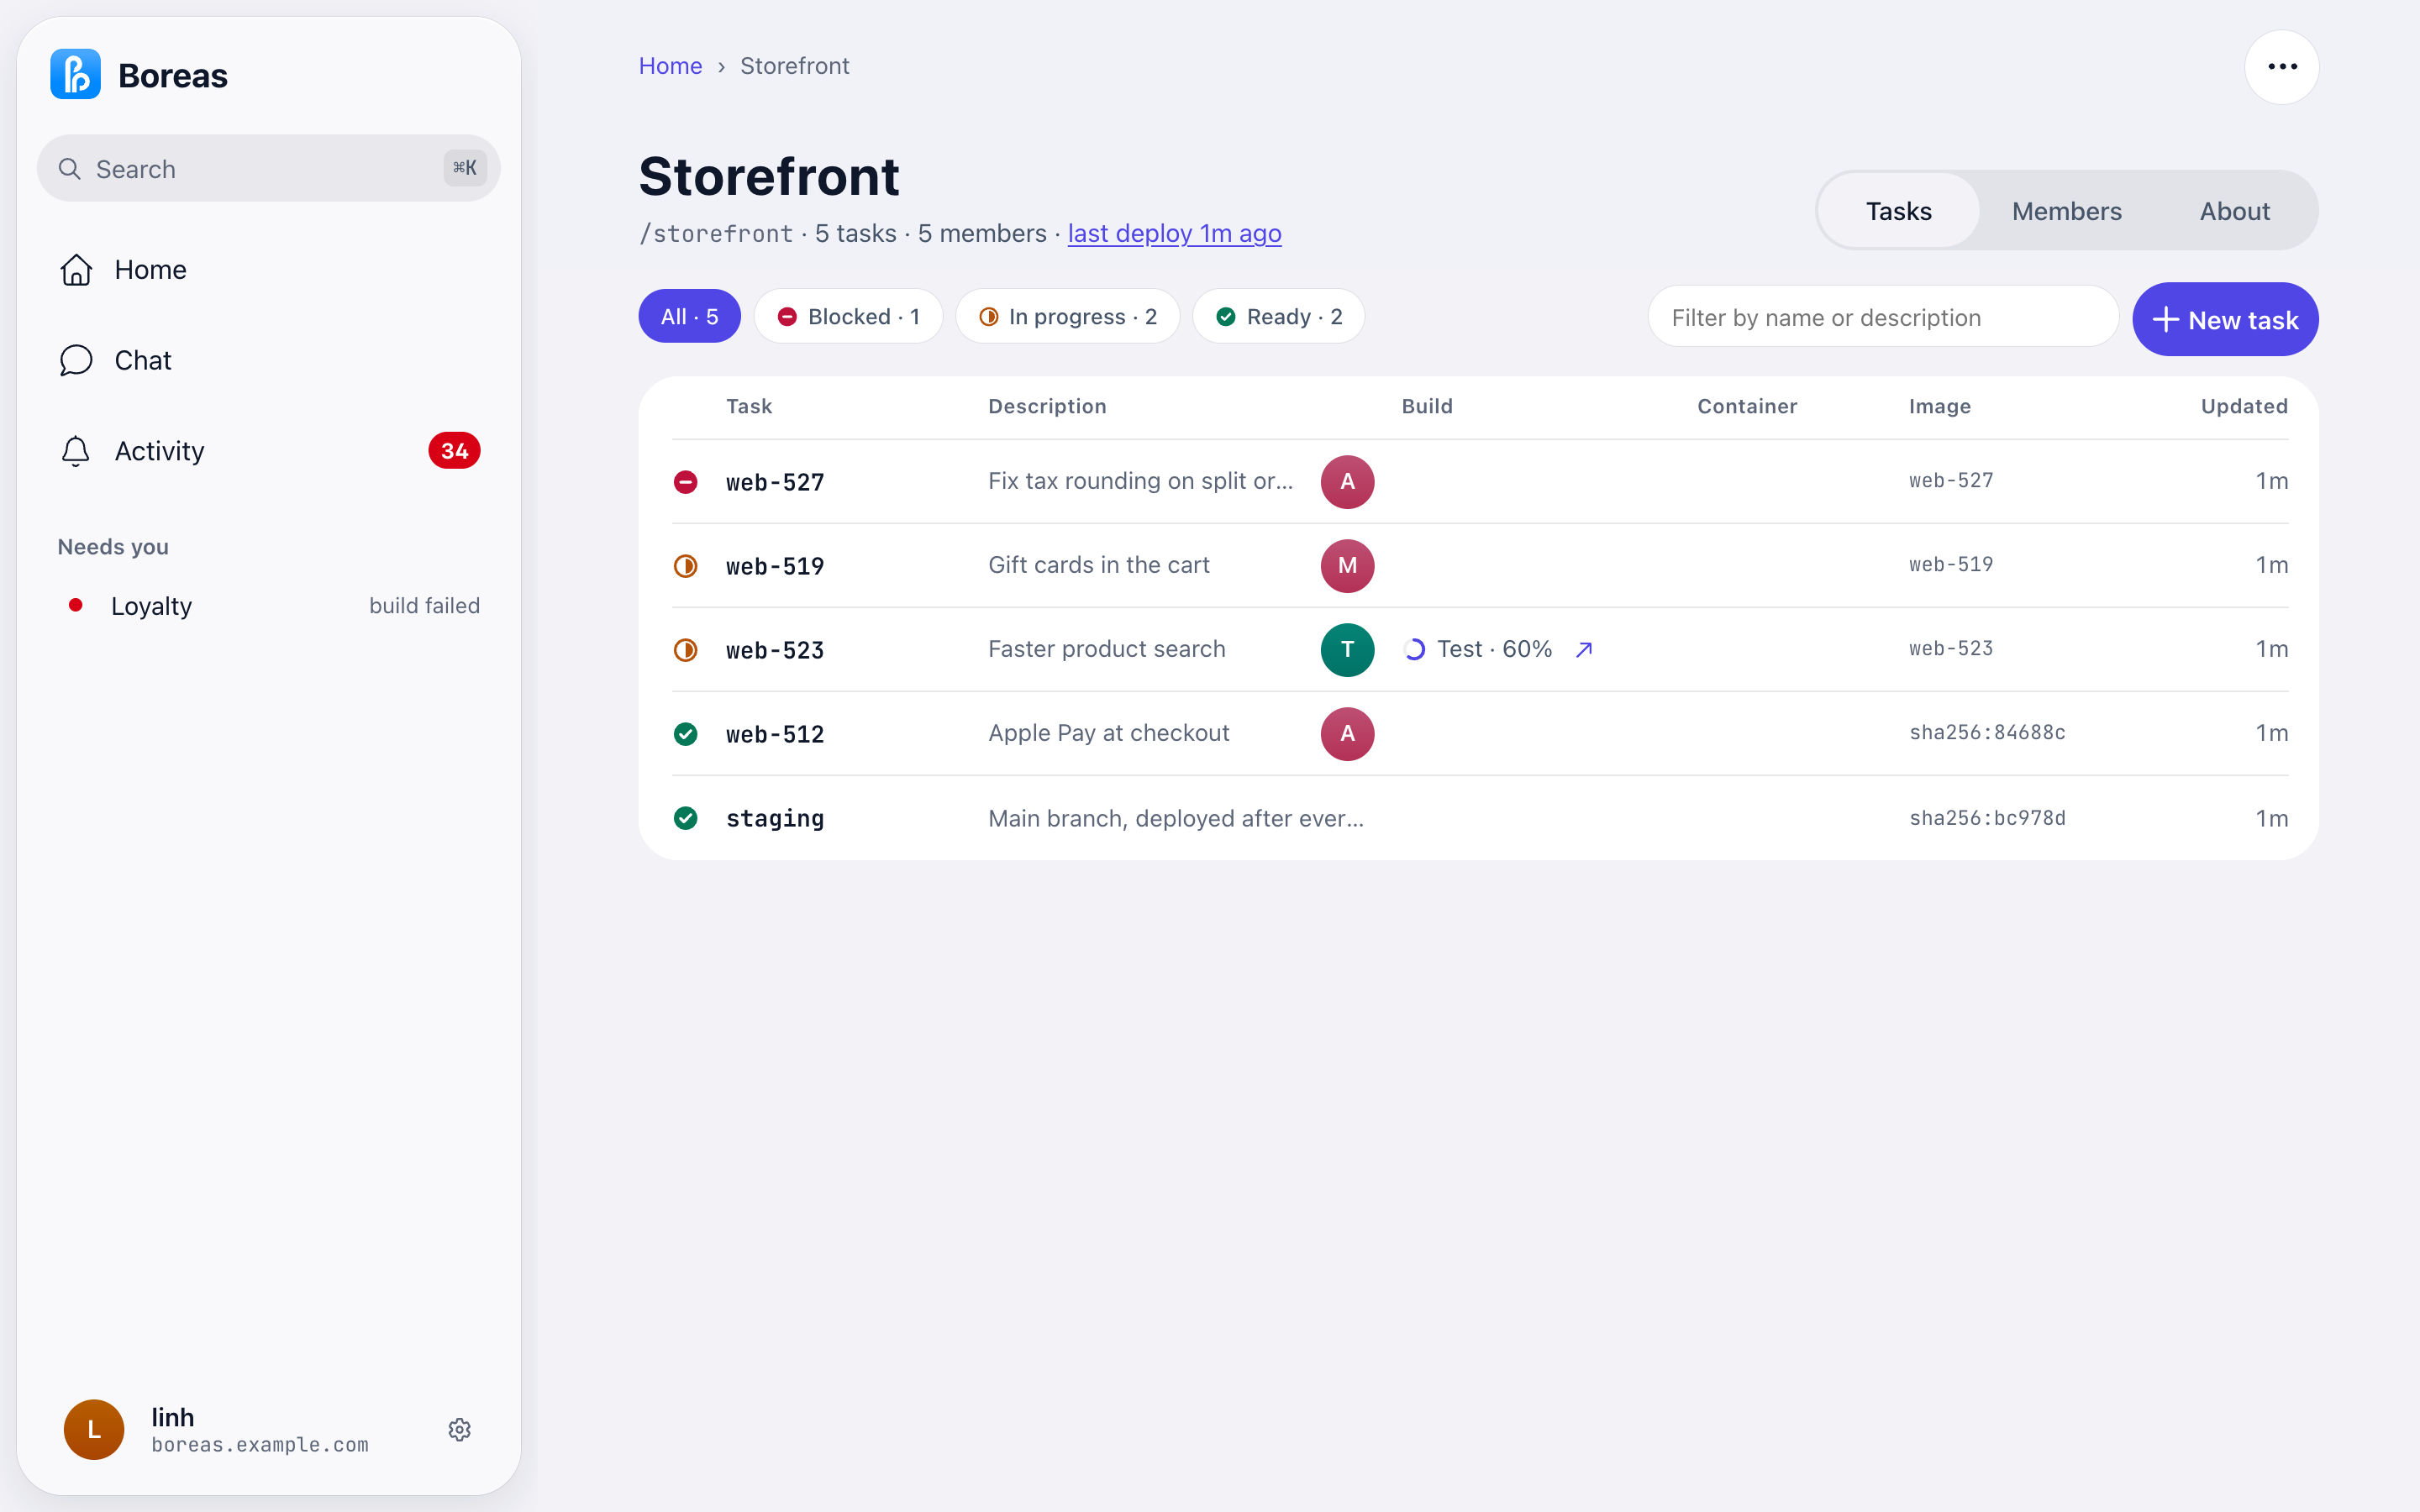 Boreas
Search ⌘K
Home
Chat
Activity 34
Needs you
Loyalty build failed
L linh
boreas.example.com
Home › Storefront
Storefront
/storefront · 5 tasks · 5 members · last deploy 1m ago
Tasks Members About
All · 5 Blocked · 1 In progress · 2 Ready · 2 Filter by name or description New task
Task Description Build Container Image Updated
web-527 Fix tax rounding on split or... A web-527 1m
web-519 Gift cards in the cart M web-519 1m
web-523 Faster product search T Test · 60% web-523 1m
web-512 Apple Pay at checkout A sha256:84688c 1m
staging Main branch, deployed after ever... sha256:bc978d 1m